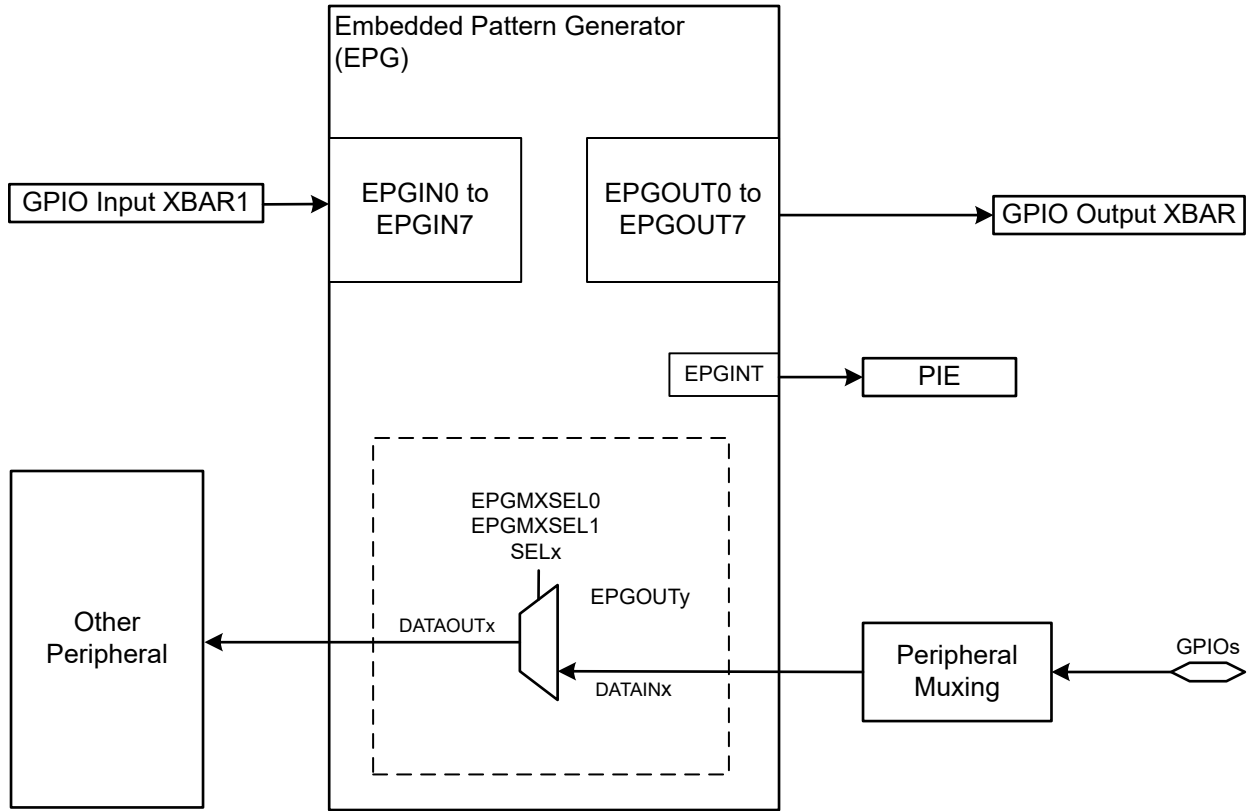 Embedded Pattern Generator
(EPG)
GPIO Input XBAR1
EPGIN0 to
EPGIN7
EPGOUT0 to
EPGOUT7
GPIO Output XBAR
EPGINT
PIE
EPGMXSEL0
EPGMXSEL1
SELx
EPGOUTy
DATAOUTx
DATAINx
Other
Peripheral
Peripheral
Muxing
GPIOs